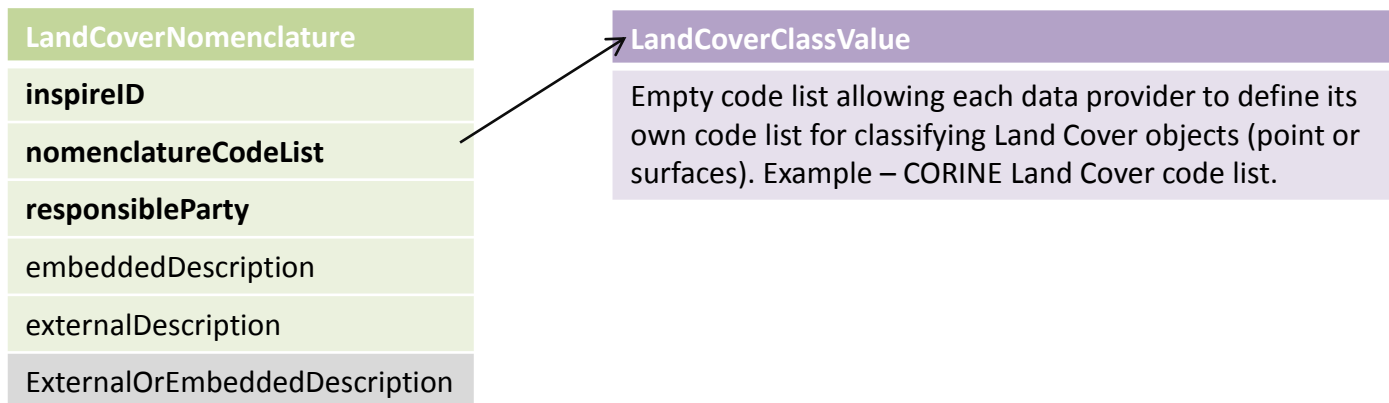 LandCoverNomenclature
inspireID
nomenclatureCodeList
responsibleParty
embeddedDescription
externalDescription
ExternalOrEmbeddedDescription
LandCoverClassValue
Empty code list allowing each data provider to define its
own code list for classifying Land Cover objects (point or
surfaces). Example – CORINE Land Cover code list.